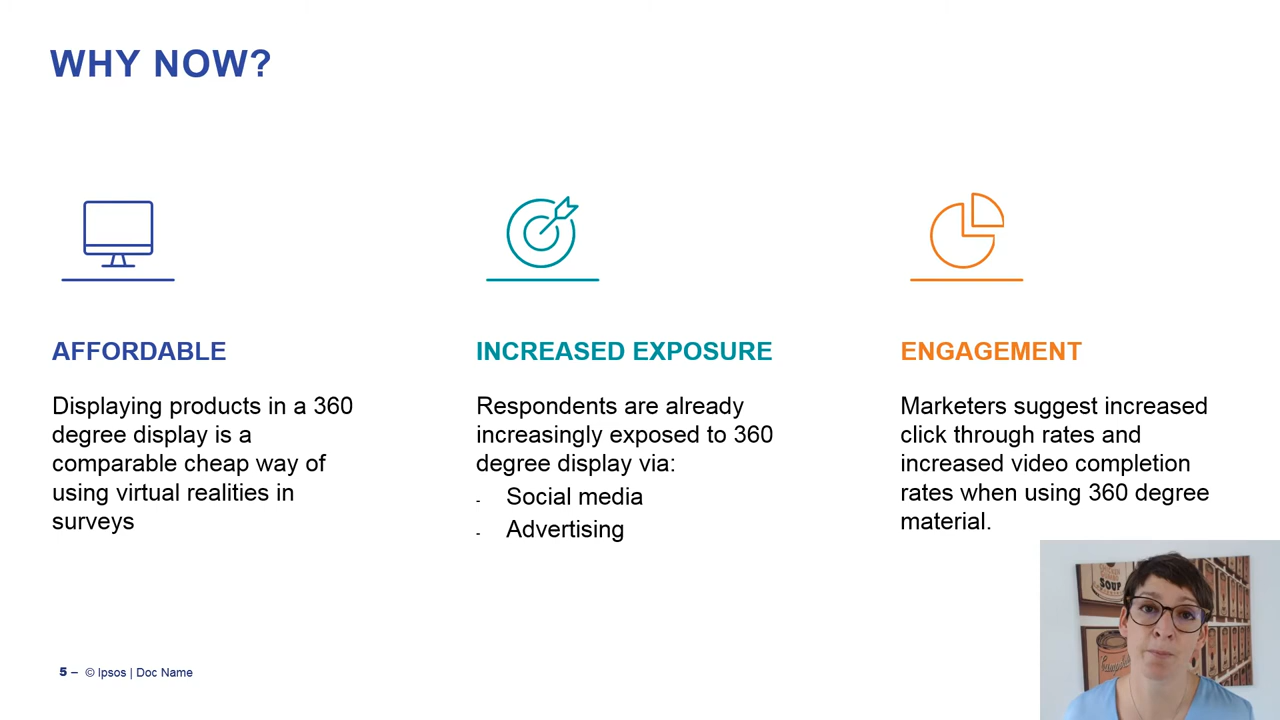 WHY NOW?
AFFORDABLE
Displaying products in a 360
degree display is a
comparable cheap way of
using virtual realities in
surveys
INCREASED EXPOSURE
Respondents are already
increasingly exposed to 360
degree display via:
- Social media
- Advertising
ENGAGEMENT
Marketers suggest increased
click through rates and
increased video completion
rates when using 360 degree
material.
SOUP
5 – © Ipsos | Doc Name